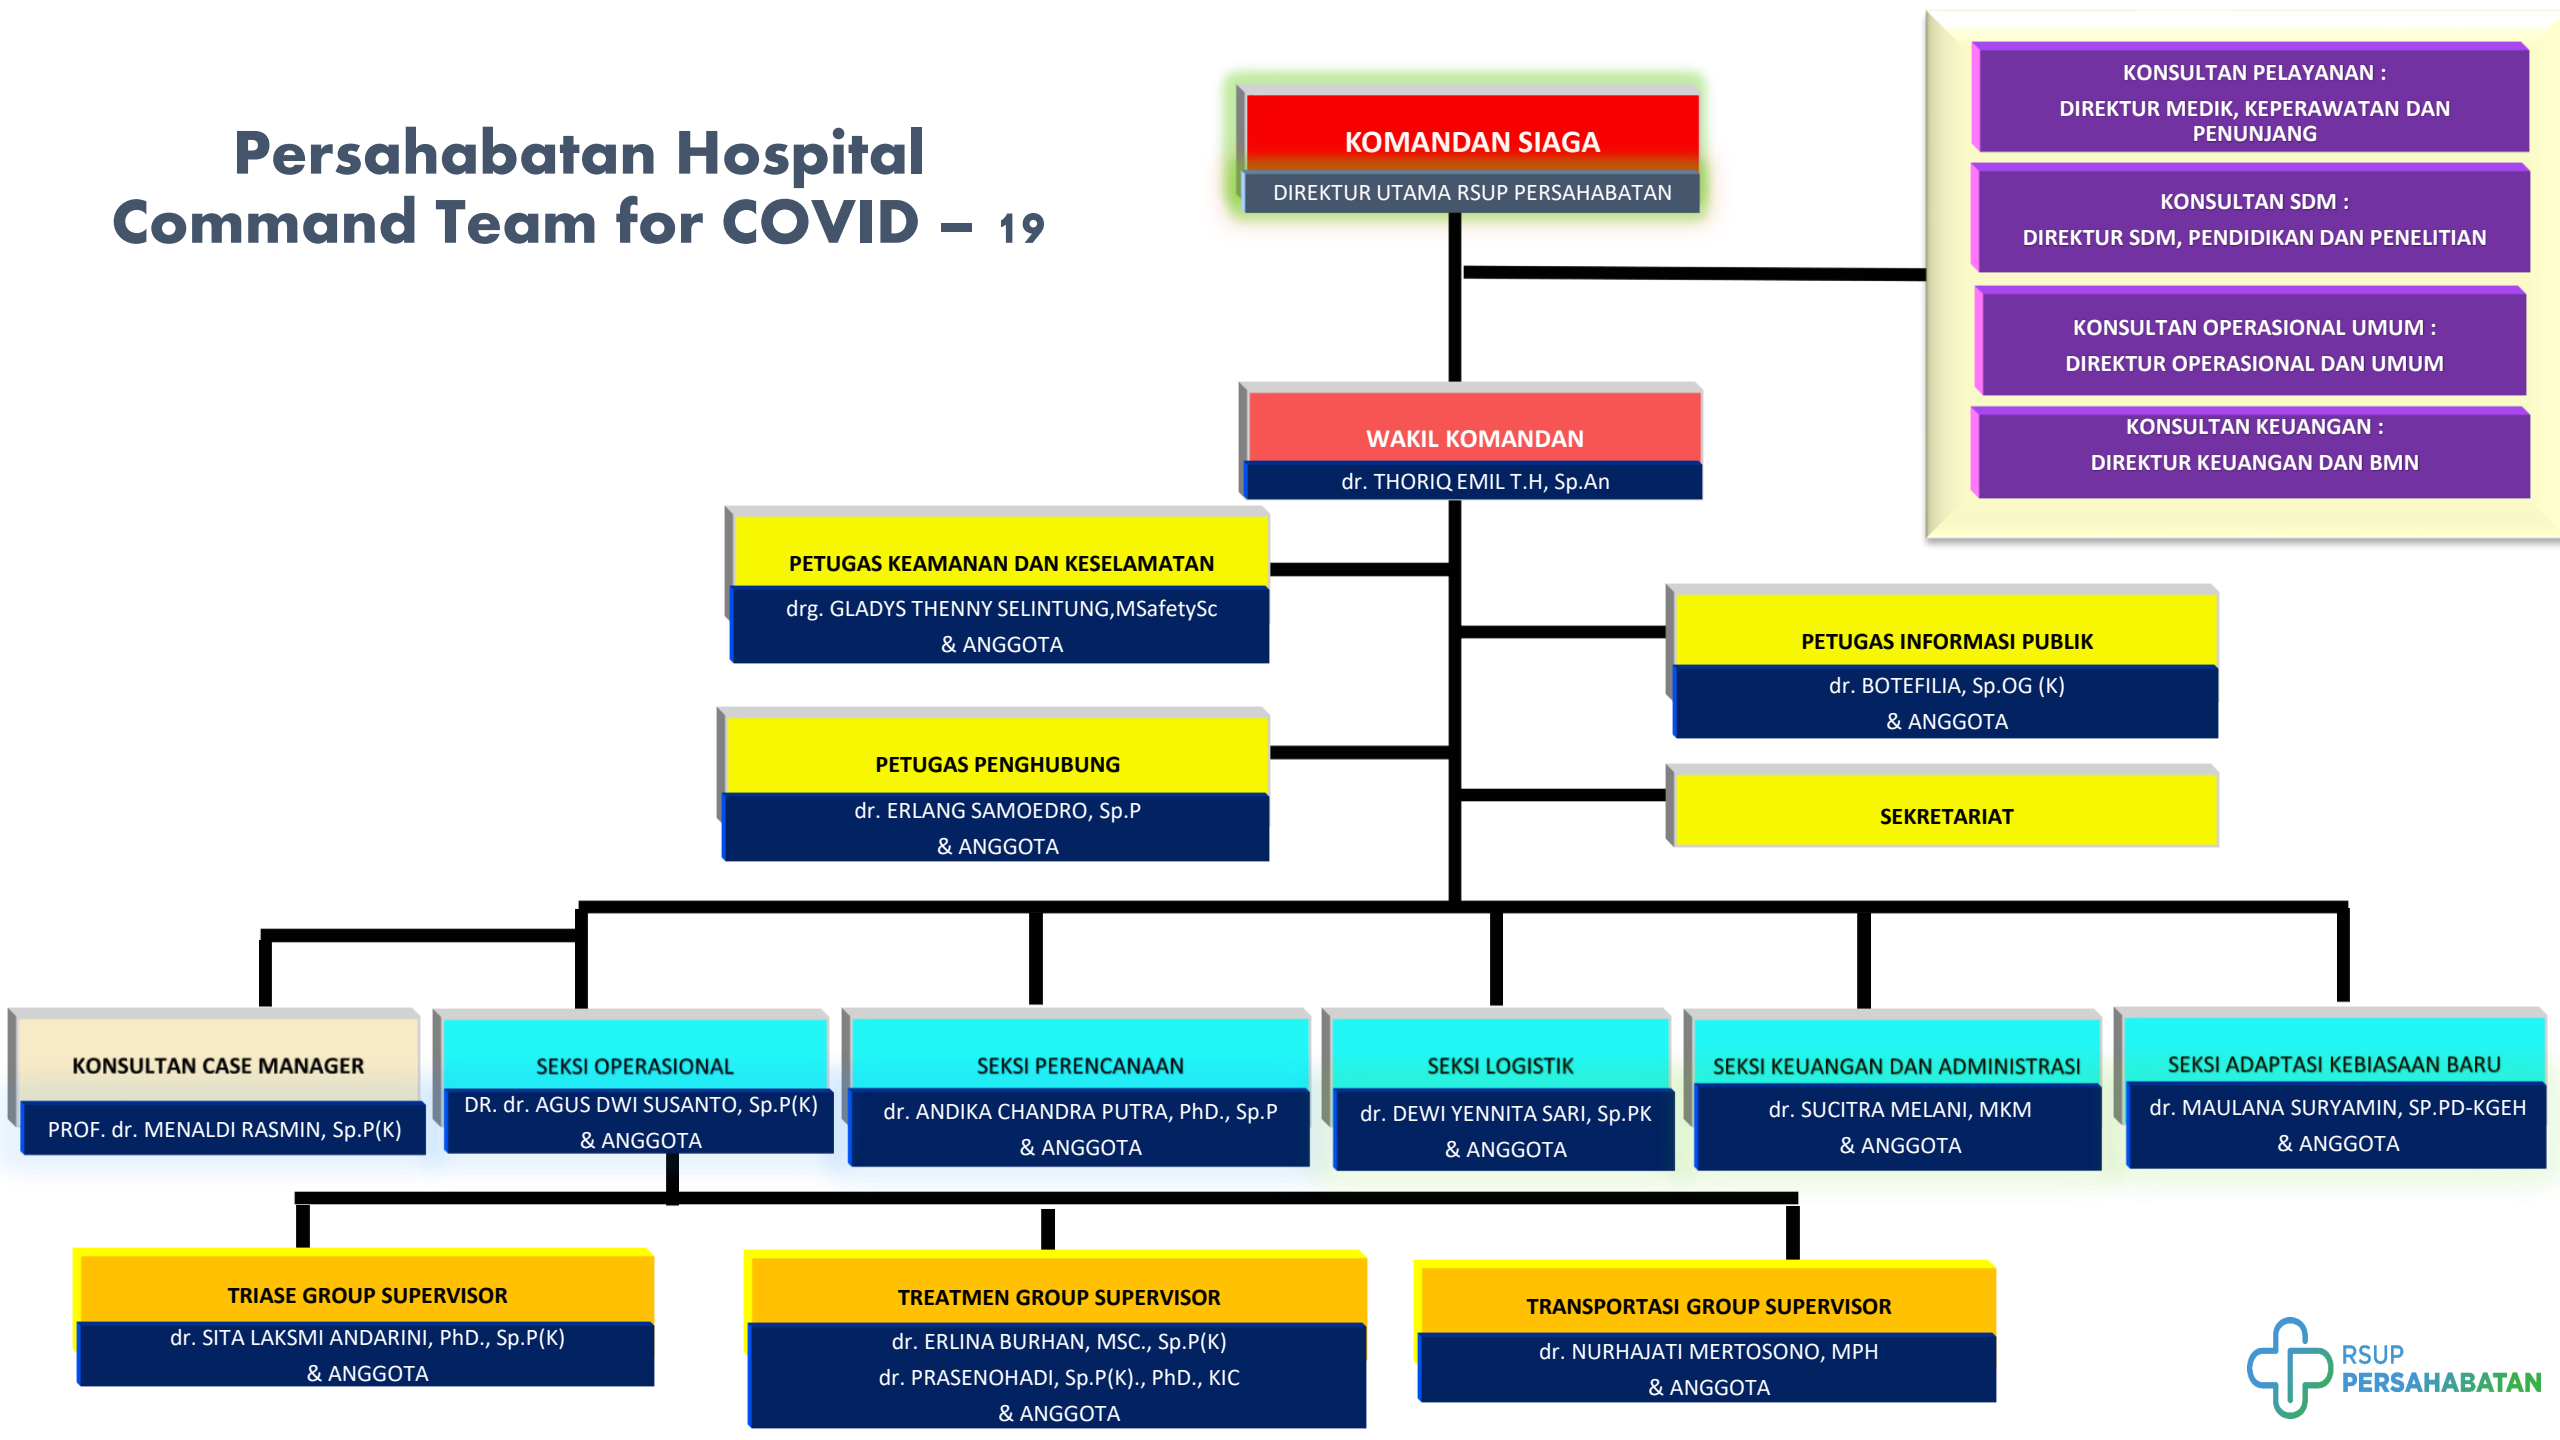 Persahabatan Hospital
Command Team for COVID – 19
KOMANDAN SIAGA
DIREKTUR UTAMA RSUP PERSAHABATAN
KONSULTAN PELAYANAN :
DIREKTUR MEDIK, KEPERAWATAN DAN
PENUNJANG
KONSULTAN SDM :
DIREKTUR SDM, PENDIDIKAN DAN PENELITIAN
KONSULTAN OPERASIONAL UMUM :
DIREKTUR OPERASIONAL DAN UMUM
KONSULTAN KEUANGAN :
DIREKTUR KEUANGAN DAN BMN
WAKIL KOMANDAN
dr. THORIQ EMIL T.H, Sp.An
PETUGAS KEAMANAN DAN KESELAMATAN
drg. GLADYS THENNY SELINTUNG,MSafetySc
& ANGGOTA
PETUGAS INFORMASI PUBLIK
dr. BOTEFILIA, Sp.OG (K)
& ANGGOTA
PETUGAS PENGHUBUNG
dr. ERLANG SAMOEDRO, Sp.P
& ANGGOTA
SEKRETARIAT
KONSULTAN CASE MANAGER
PROF. dr. MENALDI RASMIN, Sp.P(K)
SEKSI OPERASIONAL
DR. dr. AGUS DWI SUSANTO, Sp.P(K)
& ANGGOTA
SEKSI PERENCANAAN
dr. ANDIKA CHANDRA PUTRA, PhD., Sp.P
& ANGGOTA
SEKSI LOGISTIK
dr. DEWI YENNITA SARI, Sp.PK
& ANGGOTA
SEKSI KEUANGAN DAN ADMINISTRASI
dr. SUCITRA MELANI, MKM
& ANGGOTA
SEKSI ADAPTASI KEBIASAAN BARU
dr. MAULANA SURYAMIN, SP.PD-KGEH
& ANGGOTA
TRIASE GROUP SUPERVISOR
dr. SITA LAKSMI ANDARINI, PhD., Sp.P(K)
& ANGGOTA
TREATMEN GROUP SUPERVISOR
dr. ERLINA BURHAN, MSC., Sp.P(K)
dr. PRASENOHADI, Sp.P(K)., PhD., KIC
& ANGGOTA
TRANSPORTASI GROUP SUPERVISOR
dr. NURHAJATI MERTOSONO, MPH
& ANGGOTA
RSUP
PERSAHABATAN